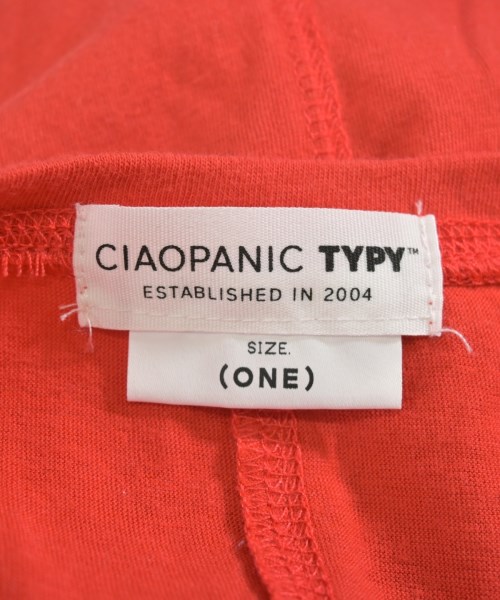 CIAOPANIC TYPY™
ESTABLISHED IN 2004
SIZE.
(ONE)